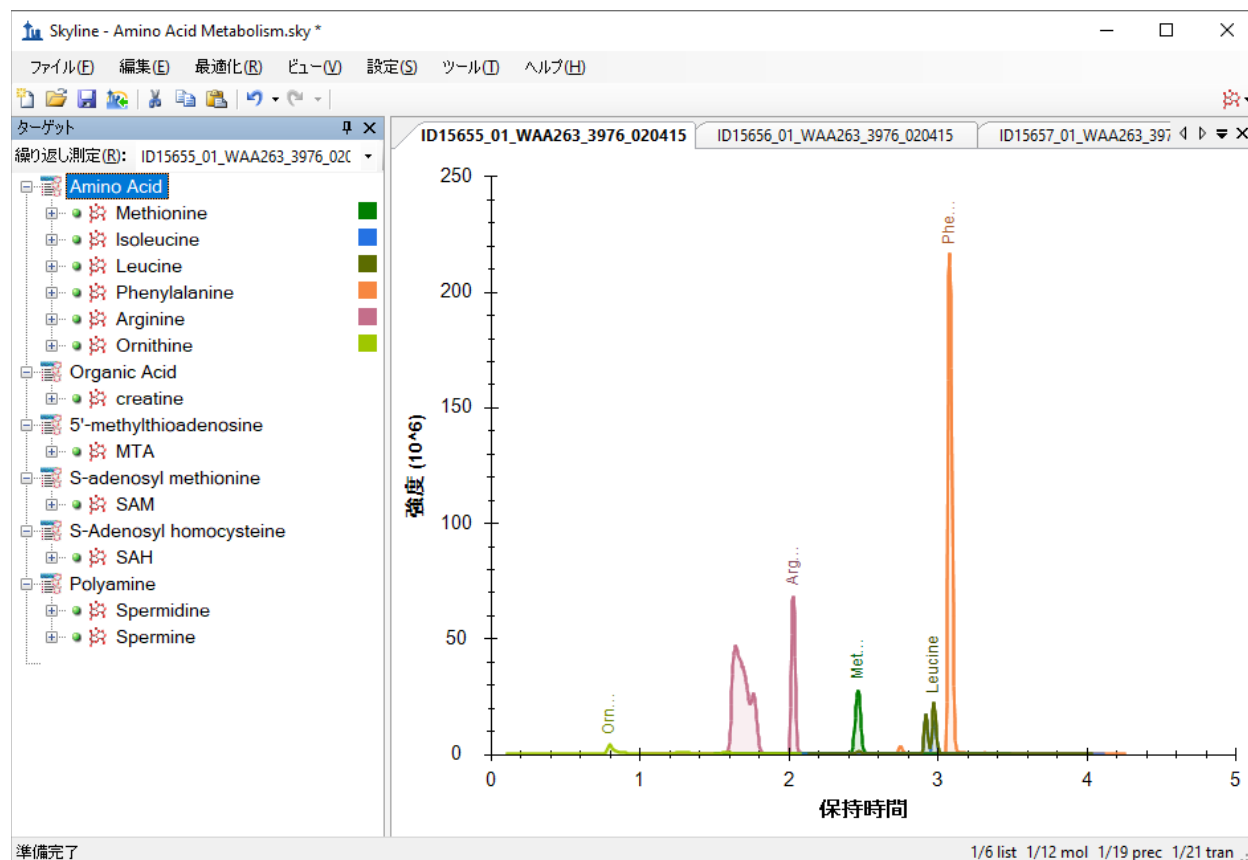 Skyline - Amino Acid Metabolism.sky *
ファイル(F) 編集(E) 最適化(R) ビュー(V) 設定(S) ツール(T) ヘルプ(H)
ターゲット
繰り返し測定(R): ID15655_01_WAA263_3976_020
Amino Acid
Methionine
Isoleucine
Leucine
Phenylalanine
Arginine
Ornithine
Organic Acid
creatine
5'-methylthioadenosine
MTA
S-adenosyl methionine
SAM
S-Adenosyl homocysteine
SAH
Polyamine
Spermidine
Spermine
ID15655_01_WAA263_3976_020415 ID15656_01_WAA263_3976_020415 ID15657_01_WAA263_397
強度 (10^6)
250
200
150
100
50
0
Orn...
Arg...
Met...
Leucine
Phe...
0 1 2 3 4 5
保持時間
準備完了 1/6 list 1/12 mol 1/19 prec 1/21 tran